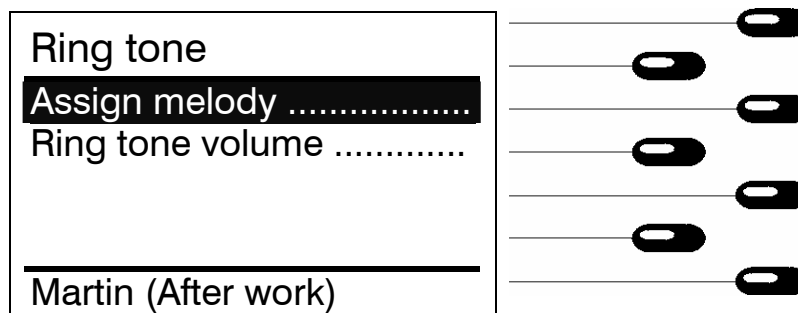 Ring tone
Assign melody ..................
Ring tone volume .............
Martin (After work)